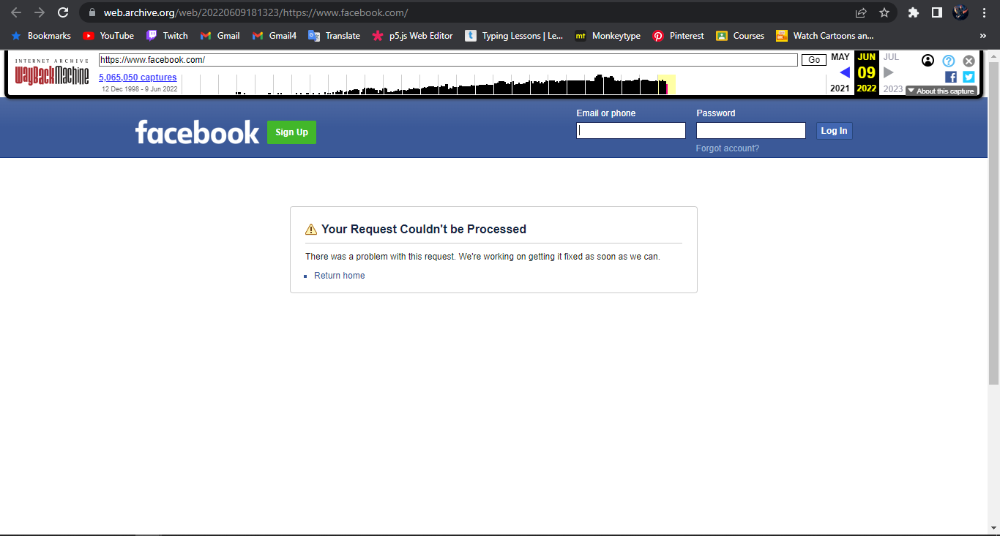 web.archive.org/web/20220609181323/https://www.facebook.com/
Bookmarks YouTube Twitch Gmail Gmail4 Translate p5.js Web Editor Typing Lessons | Le... Monkeytype Pinterest Courses Watch Cartoons an... »
INTERNET ARCHIVE
WayBackMachine
https://www.facebook.com/
Go
5,065,050 captures
12 Dec 1998 - 9 Jun 2022
MAY JUN JUL
09
2021 2022 2023
About this capture
facebook
Sign Up
Email or phone
Password
Log In
Forgot account?
Your Request Couldn't be Processed
There was a problem with this request. We're working on getting it fixed as soon as we can.
Return home